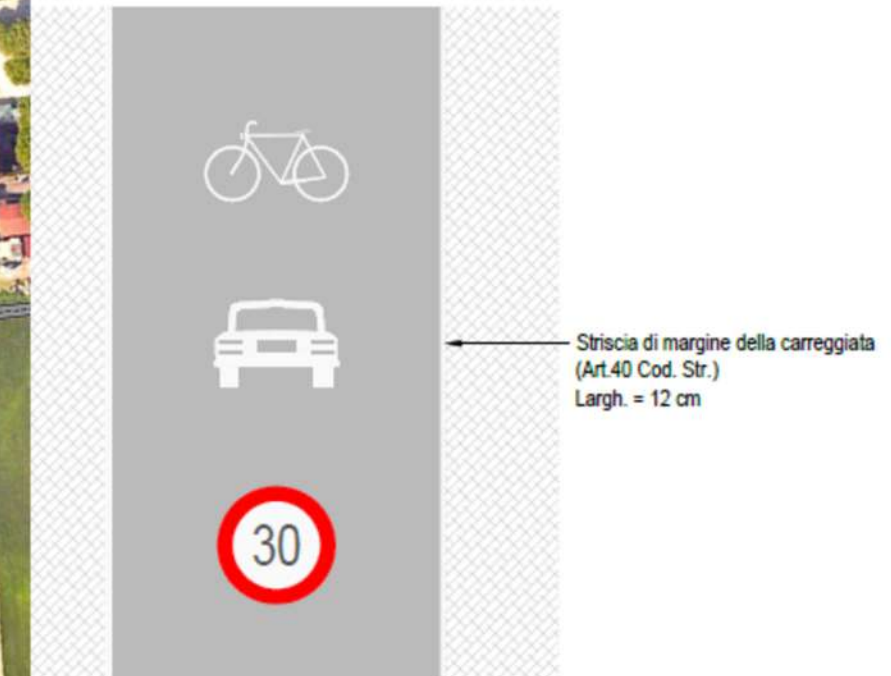 Striscia di margine della carreggiata
(Art.40 Cod. Str.)
Largh. = 12 cm
30